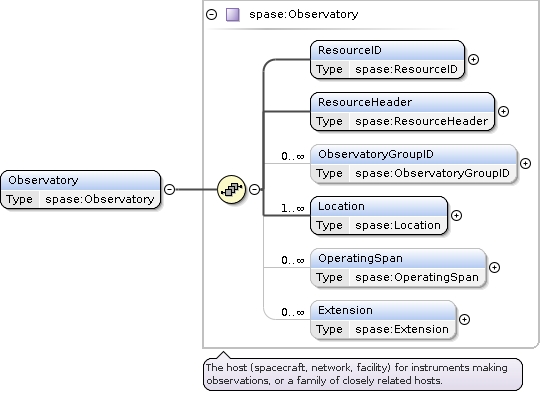 spase:Observatory
ResourceID
Type spase:ResourceID
ResourceHeader
Type spase:ResourceHeader
0..∞
ObservatoryGroupID
Type spase:ObservatoryGroupID
Observatory
Type spase:Observatory
1..∞
Location
Type spase:Location
0..∞
OperatingSpan
Type spase:OperatingSpan
0..∞
Extension
Type spase:Extension
The host (spacecraft, network, facility) for instruments making
observations, or a family of closely related hosts.